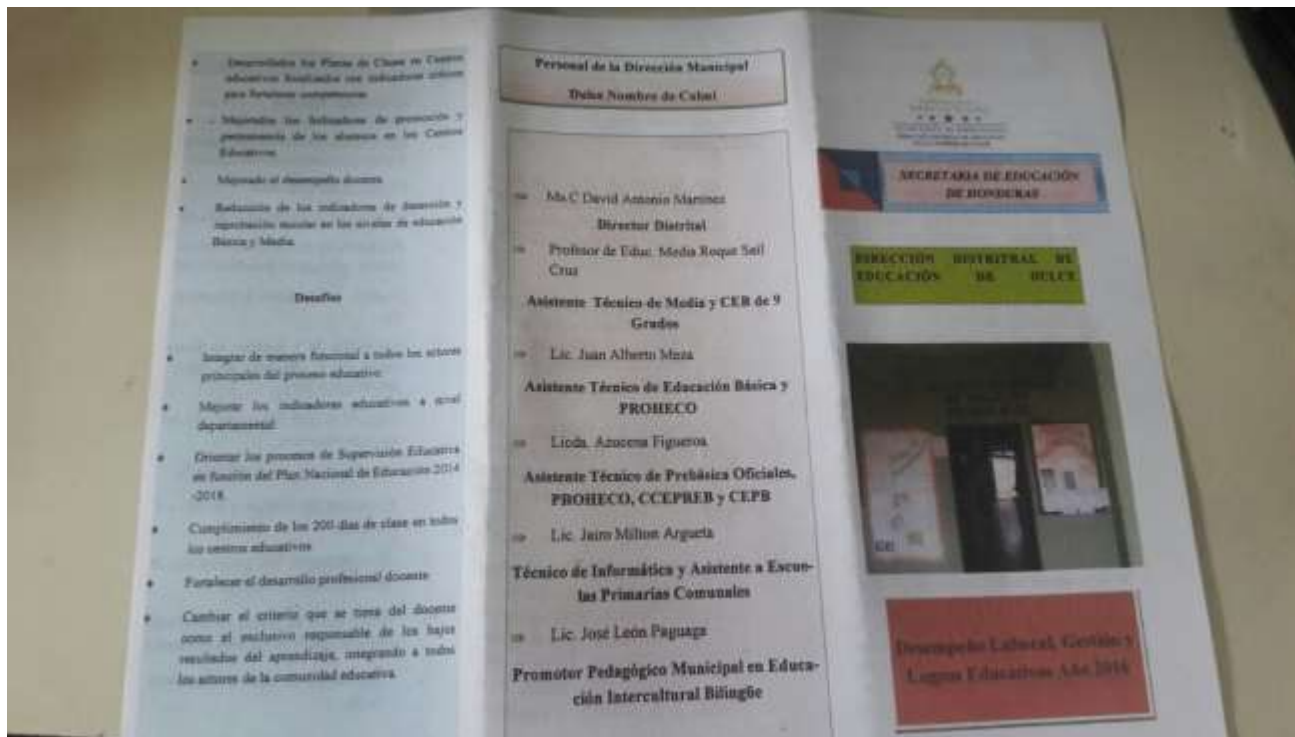 Desarrollados los Planes de Clases en Centros
educativos focalizados con indicadores críticos
para fortalecer competencias
Mejorados los Indicadores de promoción y
permanencia de los alumnos en los Centros
Educativos.
Mejorado el desempeño docente
Reducción de los indicadores de deserción y
reprobación escolar en los niveles de educación
Básica y Media.
Desafíos
Integrar de manera funcional a todos los actores
principales del proceso educativo
Mejorar los indicadores educativos a nivel
departamental
Orientar los procesos de Supervisión Educativa
en función del Plan Nacional de Educación 2014
-2018.
Cumplimiento de los 200 días de clase en todos
los centros educativos
Fortalecer el desarrollo profesional docente
Cambiar el criterio que se tiene del docente
como el exclusivo responsable de los bajos
resultados del aprendizaje, integrando a todos
los actores de la comunidad educativa.
Personal de la Dirección Municipal
Dulce Nombre de Culmí
Ms.C David Antonio Martínez
Director Distrital
Profesor de Educ. Media Roque Saíl
Cruz
Asistente Técnico de Media y CEB de 9
Grados
Lic. Juan Alberto Meza
Asistente Técnico de Educación Básica y
PROHECO
Licda. Azucena Figueroa
Asistente Técnico de Prebásica Oficiales,
PROHECO, CCEPREB y CEPB
Lic. Jairo Milton Argueta
Técnico de Informática y Asistente a Escue-
las Primarias Comunales
Lic. José León Paguaga
Promotor Pedagógico Municipal en Educa-
ción Intercultural Bilingüe
SECRETARIA DE EDUCACIÓN
DE HONDURAS
DIRECCIÓN DISTRITRAL DE
EDUCACIÓN DE DULCE
Desempeño Laboral, Gestión y
Logros Educativos Año 2016